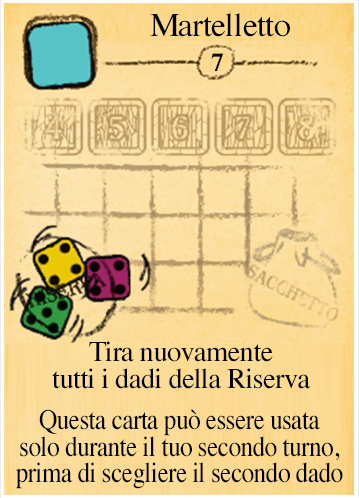 Martelletto
7
4 5 6 7 8
RISERVA
SACCHETTO
Tira nuovamente
tutti i dadi della Riserva
Questa carta può essere usata
solo durante il tuo secondo turno,
prima di scegliere il secondo dado